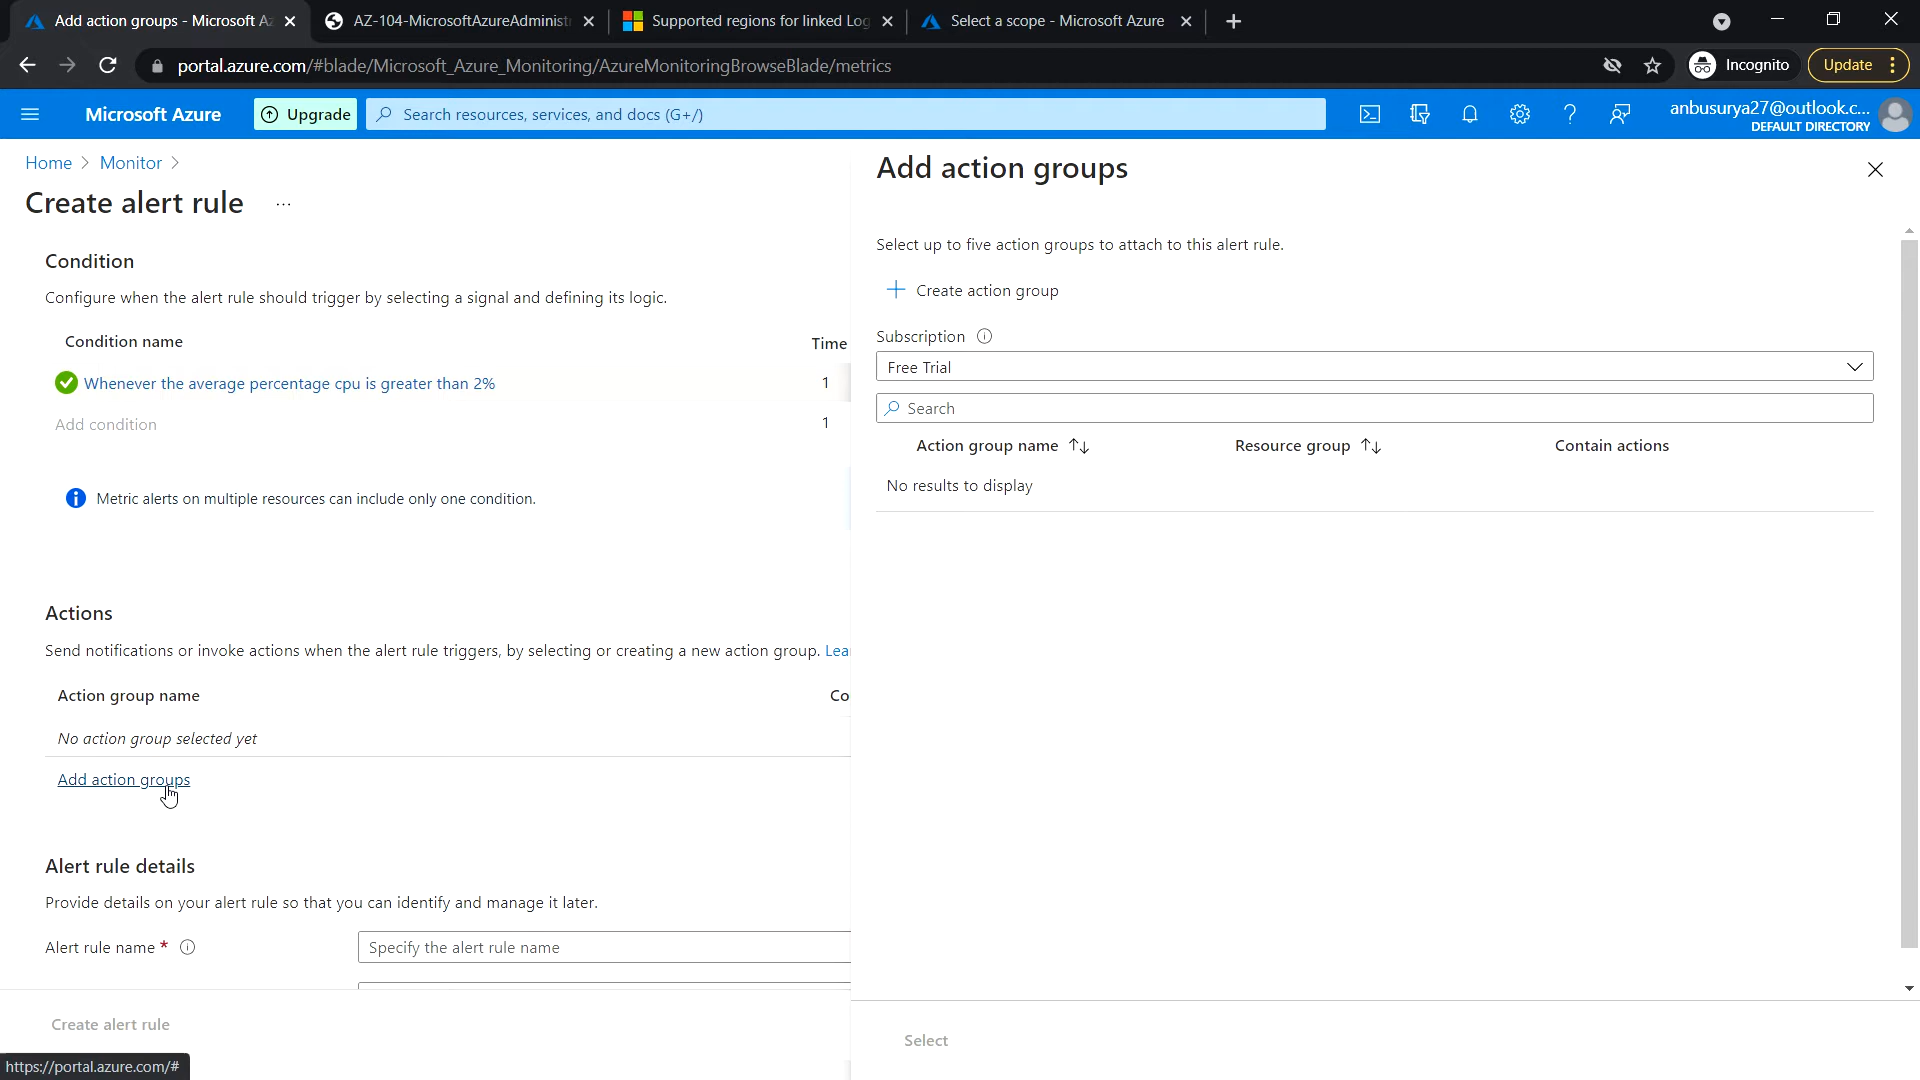 Add action groups - Microsoft Az
AZ-104-MicrosoftAzureAdminist
Supported regions for linked Log
Select a scope - Microsoft Azure
portal.azure.com/#blade/Microsoft_Azure_Monitoring/AzureMonitoringBrowseBlade/metrics
Incognito
Update
Microsoft Azure
Upgrade
Search resources, services, and docs (G+/)
anbusurya27@outlook.c...
DEFAULT DIRECTORY
Home > Monitor >
Create alert rule ...
Condition
Configure when the alert rule should trigger by selecting a signal and defining its logic.
Condition name Time
Whenever the average percentage cpu is greater than 2% 1
Add condition 1
Metric alerts on multiple resources can include only one condition.
Actions
Send notifications or invoke actions when the alert rule triggers, by selecting or creating a new action group. Lea
Action group name Co
No action group selected yet
Add action groups
Alert rule details
Provide details on your alert rule so that you can identify and manage it later.
Alert rule name *
Specify the alert rule name
Create alert rule
https://portal.azure.com/#
Add action groups
Select up to five action groups to attach to this alert rule.
Create action group
Subscription
Free Trial
Search
Action group name Resource group Contain actions
No results to display
Select